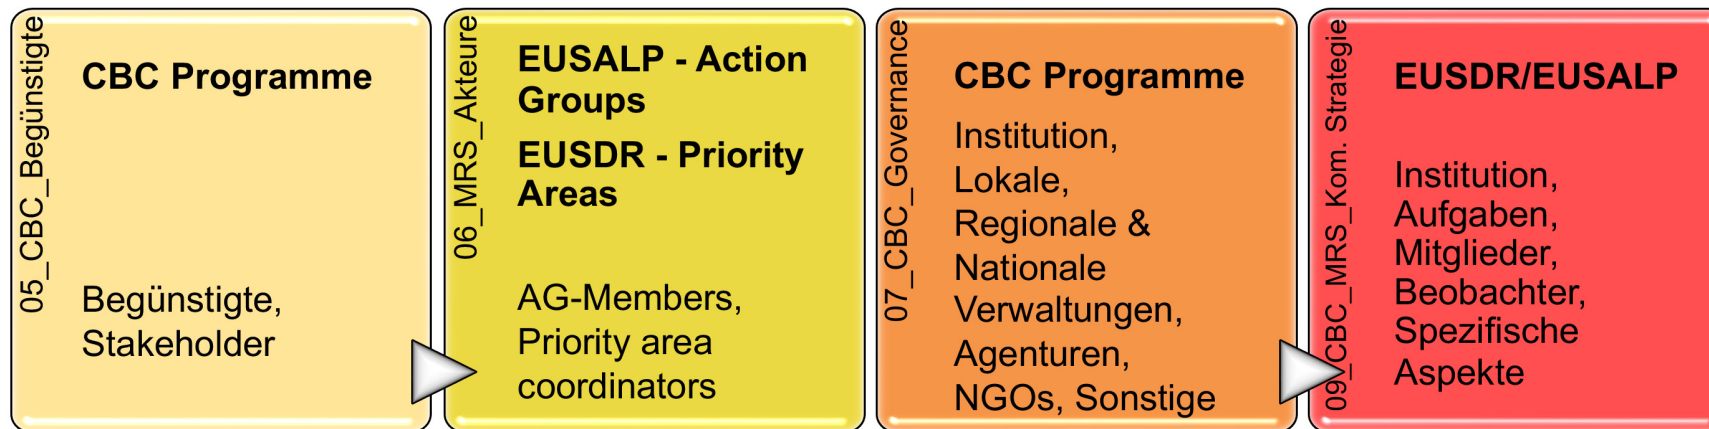 05_CBC_Begünstigte
CBC Programme
Begünstigte,
Stakeholder
06_MRS_Akteure
EUSALP - Action
Groups
EUSDR - Priority
Areas
AG-Members,
Priority area
coordinators
07_CBC_Governance
CBC Programme
Institution,
Lokale,
Regionale &
Nationale
Verwaltungen,
Agenturen,
NGOs, Sonstige
09_CBC_MRS_Kom. Strategie
EUSDR/EUSALP
Institution,
Aufgaben,
Mitglieder,
Beobachter,
Spezifische
Aspekte